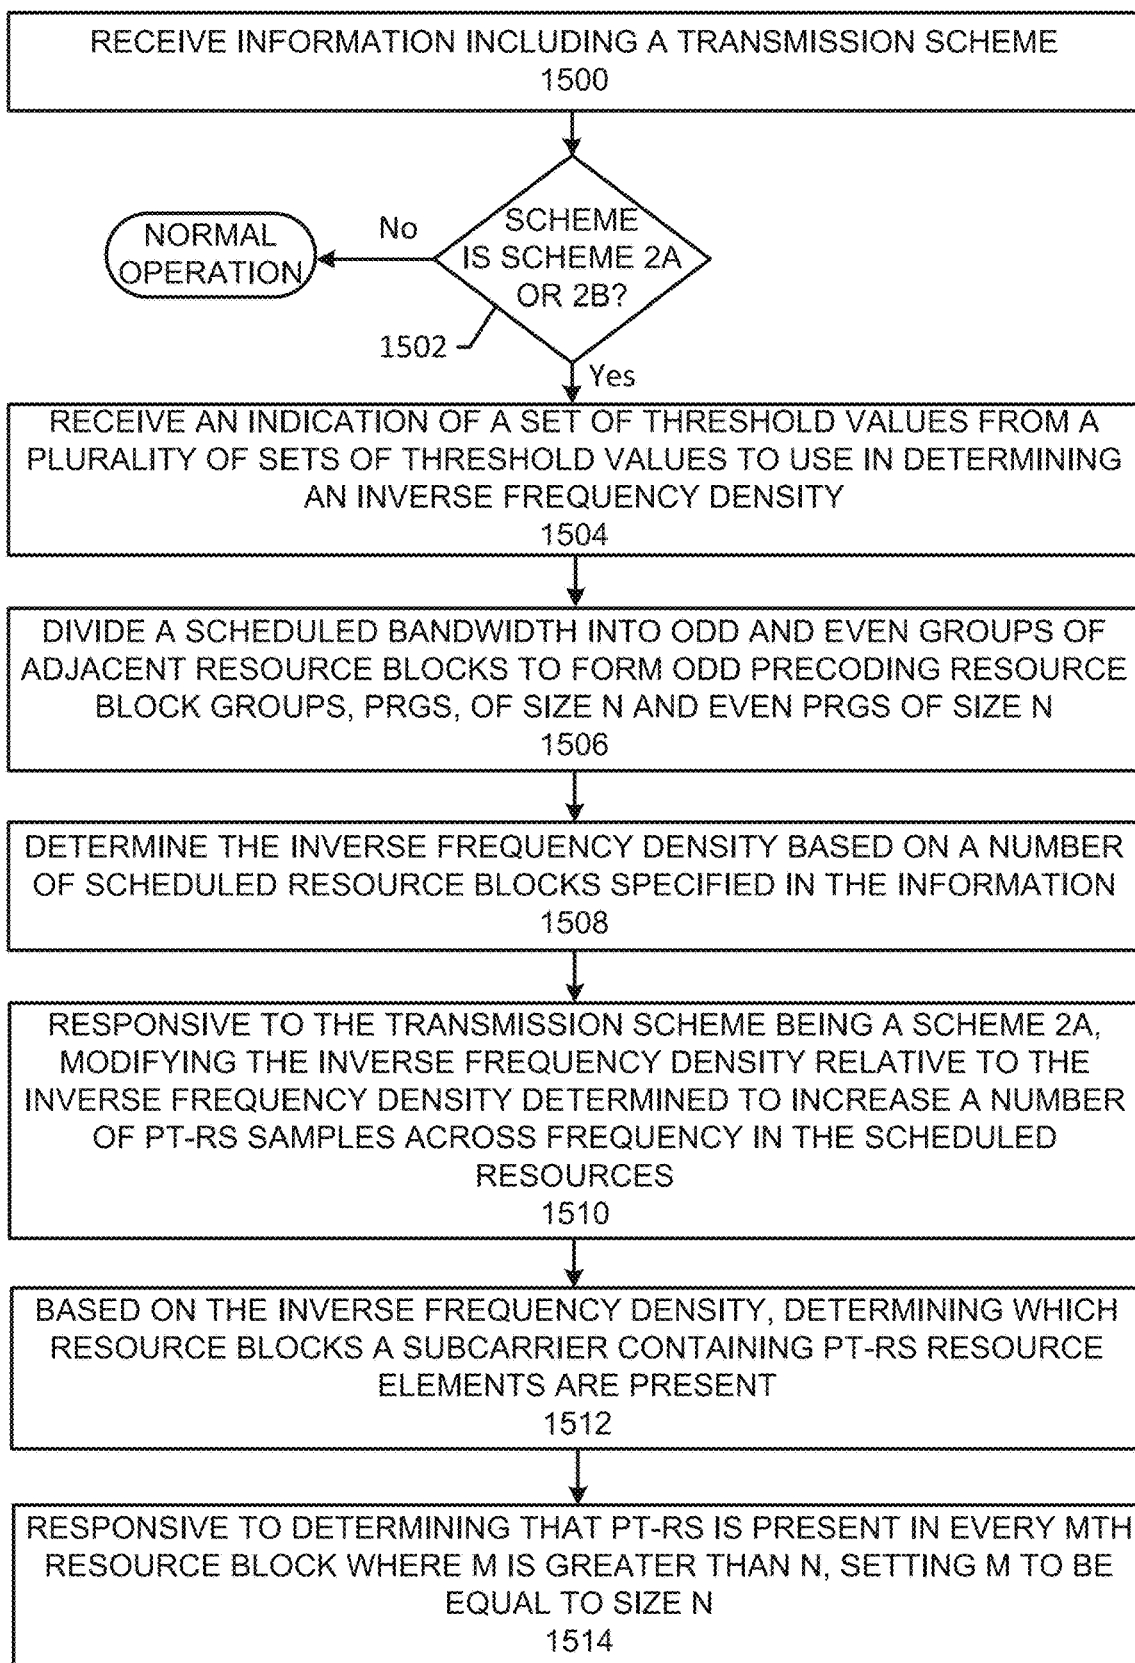 RECEIVE INFORMATION INCLUDING A TRANSMISSION SCHEME
1500
SCHEME
IS SCHEME 2A
OR 2B?
No
NORMAL
OPERATION
1502
Yes
RECEIVE AN INDICATION OF A SET OF THRESHOLD VALUES FROM A
PLURALITY OF SETS OF THRESHOLD VALUES TO USE IN DETERMINING
AN INVERSE FREQUENCY DENSITY
1504
DIVIDE A SCHEDULED BANDWIDTH INTO ODD AND EVEN GROUPS OF
ADJACENT RESOURCE BLOCKS TO FORM ODD PRECODING RESOURCE
BLOCK GROUPS, PRGS, OF SIZE N AND EVEN PRGS OF SIZE N
1506
DETERMINE THE INVERSE FREQUENCY DENSITY BASED ON A NUMBER
OF SCHEDULED RESOURCE BLOCKS SPECIFIED IN THE INFORMATION
1508
RESPONSIVE TO THE TRANSMISSION SCHEME BEING A SCHEME 2A,
MODIFYING THE INVERSE FREQUENCY DENSITY RELATIVE TO THE
INVERSE FREQUENCY DENSITY DETERMINED TO INCREASE A NUMBER
OF PT-RS SAMPLES ACROSS FREQUENCY IN THE SCHEDULED
RESOURCES
1510
BASED ON THE INVERSE FREQUENCY DENSITY, DETERMINING WHICH
RESOURCE BLOCKS A SUBCARRIER CONTAINING PT-RS RESOURCE
ELEMENTS ARE PRESENT
1512
RESPONSIVE TO DETERMINING THAT PT-RS IS PRESENT IN EVERY MTH
RESOURCE BLOCK WHERE M IS GREATER THAN N, SETTING M TO BE
EQUAL TO SIZE N
1514